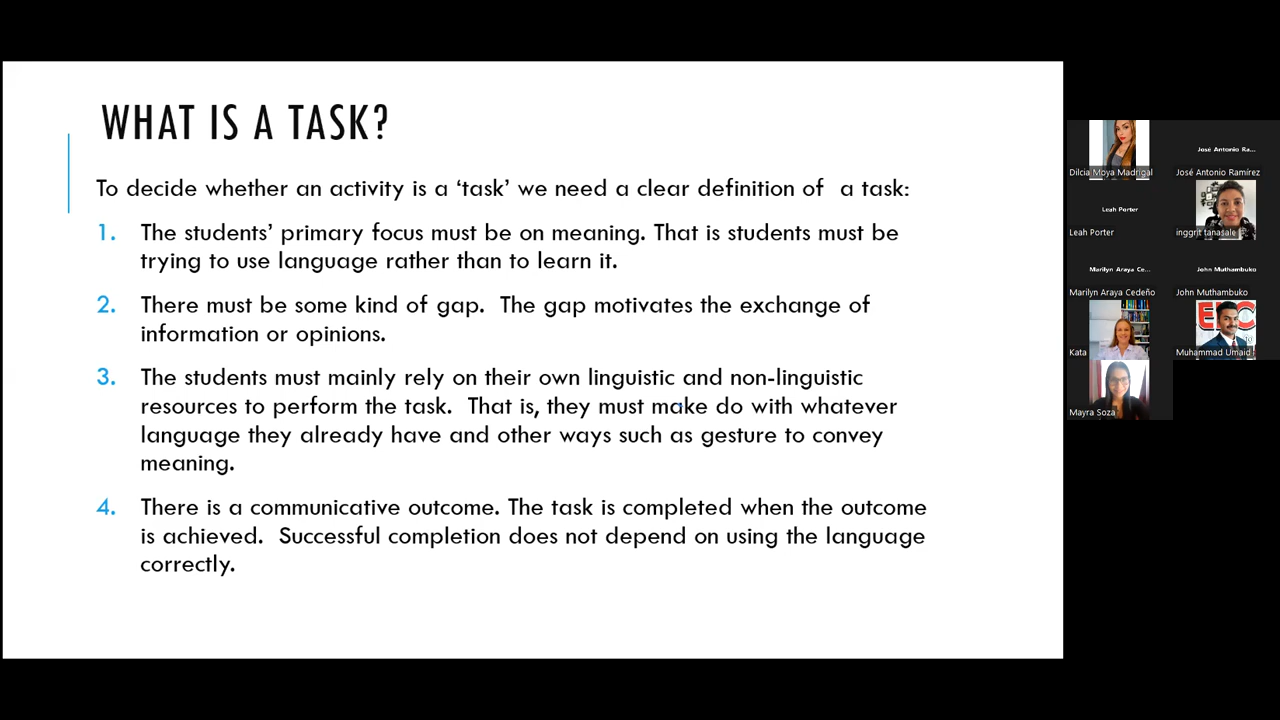 WHAT IS A TASK?
To decide whether an activity is a ‘task’ we need a clear definition of  a task:
1. The students’ primary focus must be on meaning. That is students must be
trying to use language rather than to learn it.
2. There must be some kind of gap.  The gap motivates the exchange of
information or opinions.
3. The students must mainly rely on their own linguistic and non-linguistic
resources to perform the task.  That is, they must make do with whatever
language they already have and other ways such as gesture to convey
meaning.
4. There is a communicative outcome. The task is completed when the outcome
is achieved.  Successful completion does not depend on using the language
correctly.
Dilcia Moya Madrigal
José Antonio Ra...
José Antonio Ramírez
Leah Porter
Leah Porter
inggrit tanasale
Marilyn Araya Ce...
Marilyn Araya Cedeño
John Muthambuko
John Muthambuko
Kata
Muhammad Umaid
Mayra Soza